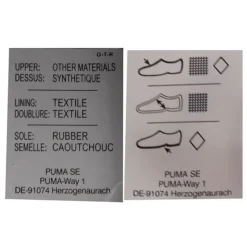 O-T-R
UPPER: OTHER MATERIALS
DESSUS: SYNTHETIQUE
LINING: TEXTILE
DOUBLURE: TEXTILE
SOLE: RUBBER
SEMELLE: CAOUTCHOUC
PUMA SE
PUMA-Way 1
DE-91074 Herzogenaurach
PUMA SE
PUMA-Way 1
DE-91074 Herzogenaurach